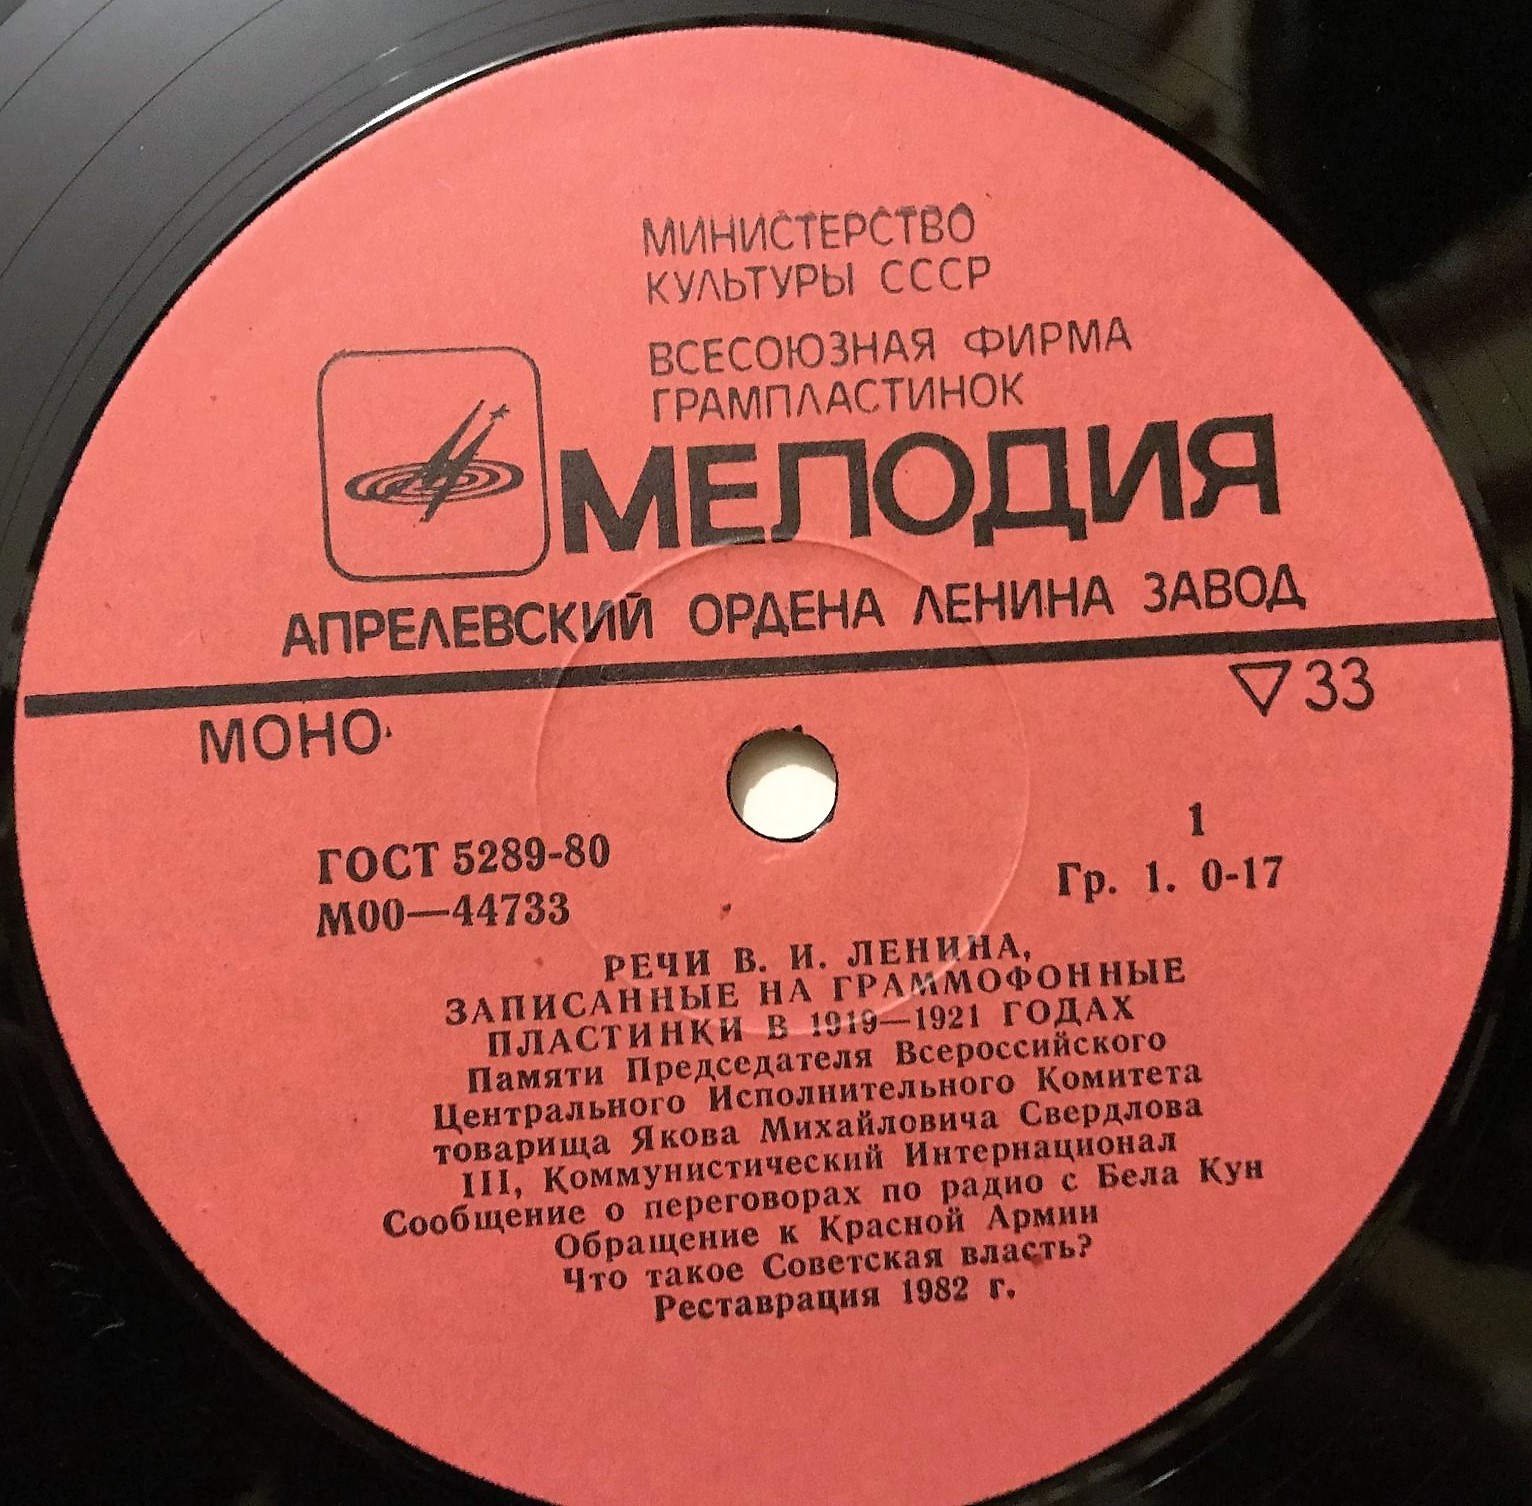 МИНИСТЕРСТВО
КУЛЬТУРЫ СССР
ВСЕСОЮЗНАЯ ФИРМА
ГРАМПЛАСТИНОК
МЕЛОДИЯ
АПРЕЛЕВСКИЙ ОРДЕНА ЛЕНИНА ЗАВОД
МОНО
33
ГОСТ 5289-80
1
М00—44733
Гр. 1. 0-17
РЕЧИ В. И. ЛЕНИНА,
ЗАПИСАННЫЕ НА ГРАММОФОННЫЕ
ПЛАСТИНКИ В 1919—1921 ГОДАХ
Памяти Председателя Всероссийского
Центрального Исполнительного Комитета
товарища Якова Михайловича Свердлова
III, Коммунистический Интернационал
Сообщение о переговорах по радио с Бела Кун
Обращение к Красной Армии
Что такое Советская власть?
Реставрация 1982 г.